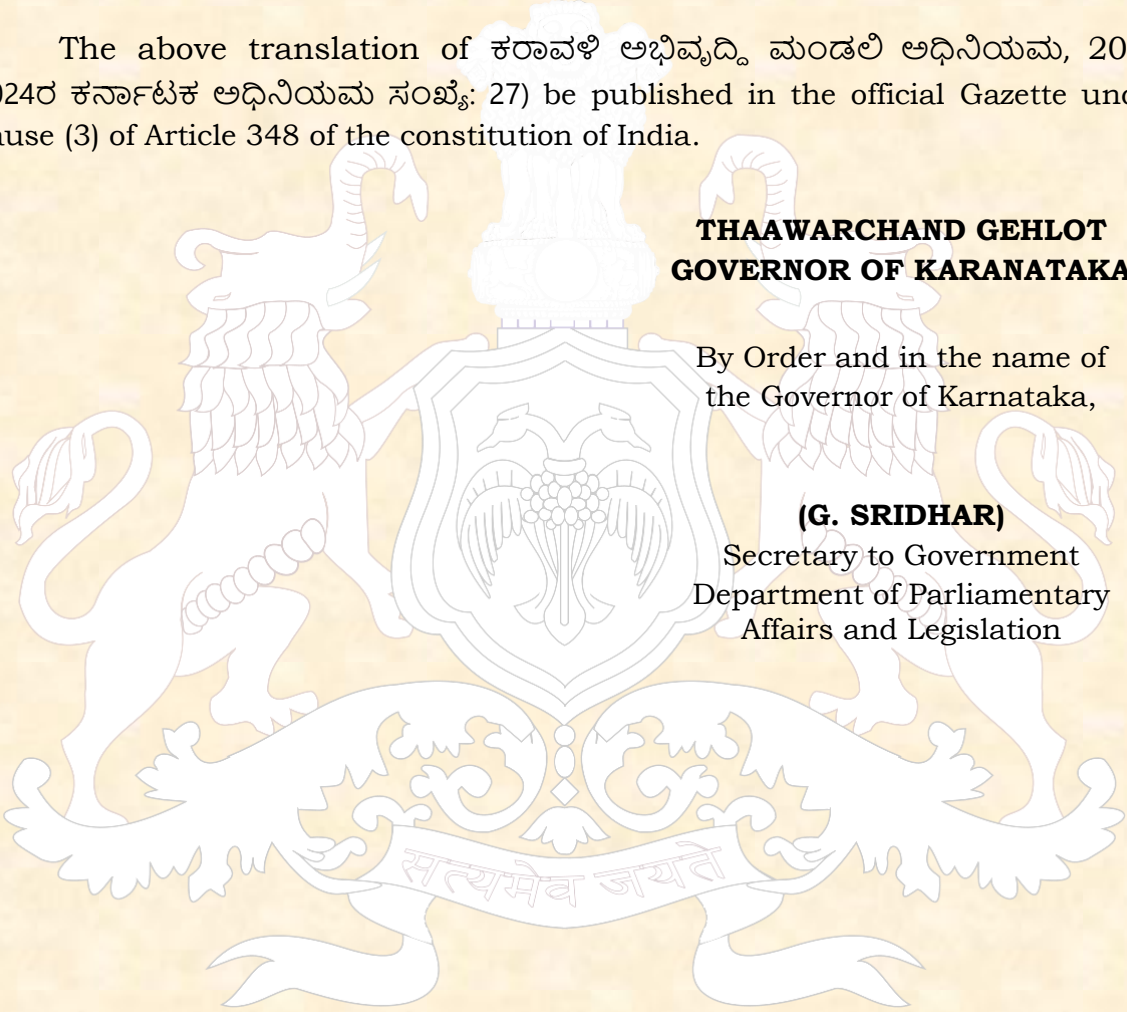 The above translation of ಕರಾವಳಿ ಅಭಿವೃದ್ದಿ ಮಂಡಲಿ ಅಧಿನಿಯಮ, 20
024ರ ಕರ್ನಾಟಕ ಅಧಿನಿಯಮ ಸಂಖ್ಯೆ: 27) be published in the official Gazette und
ause (3) of Article 348 of the constitution of India.
THAAWARCHAND GEHLOT
GOVERNOR OF KARANATAKA
By Order and in the name of
the Governor of Karnataka,
(G. SRIDHAR)
Secretary to Government
Department of Parliamentary
Affairs and Legislation
सत्यमेव जयते